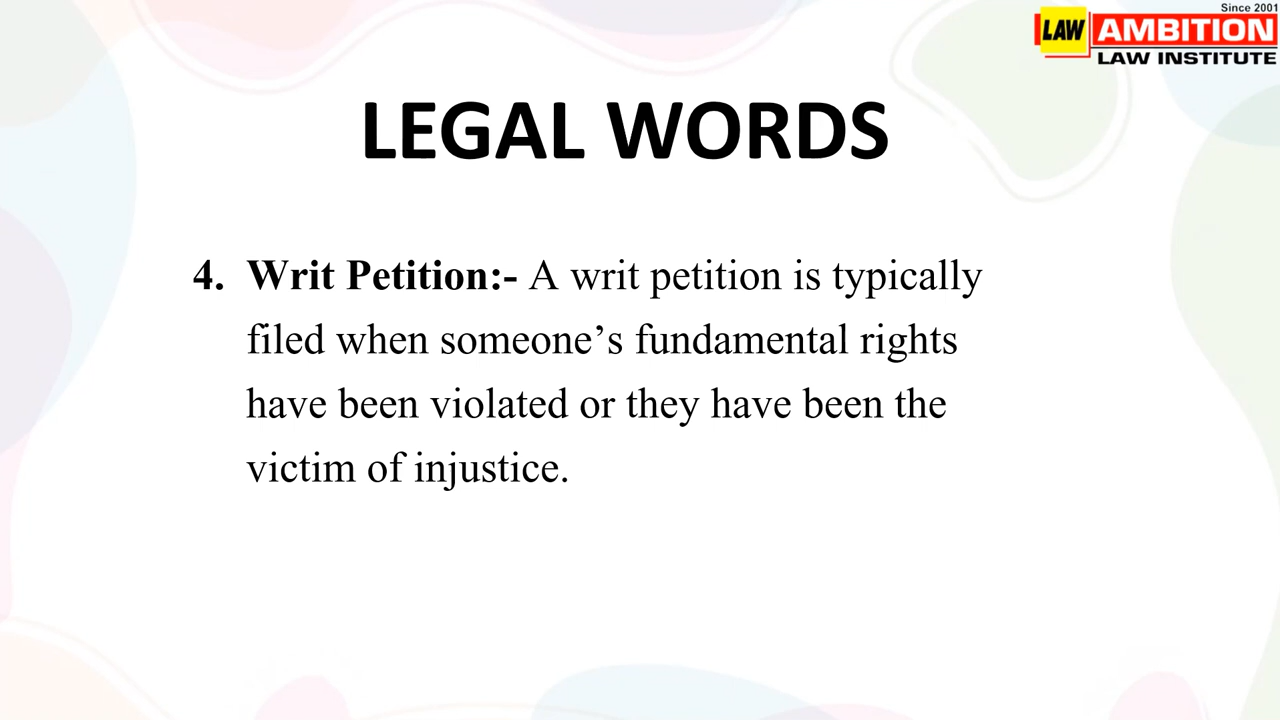 Since 2001
LAW AMBITION
LAW INSTITUTE
LEGAL WORDS
4. Writ Petition:- A writ petition is typically
filed when someone’s fundamental rights
have been violated or they have been the
victim of injustice.